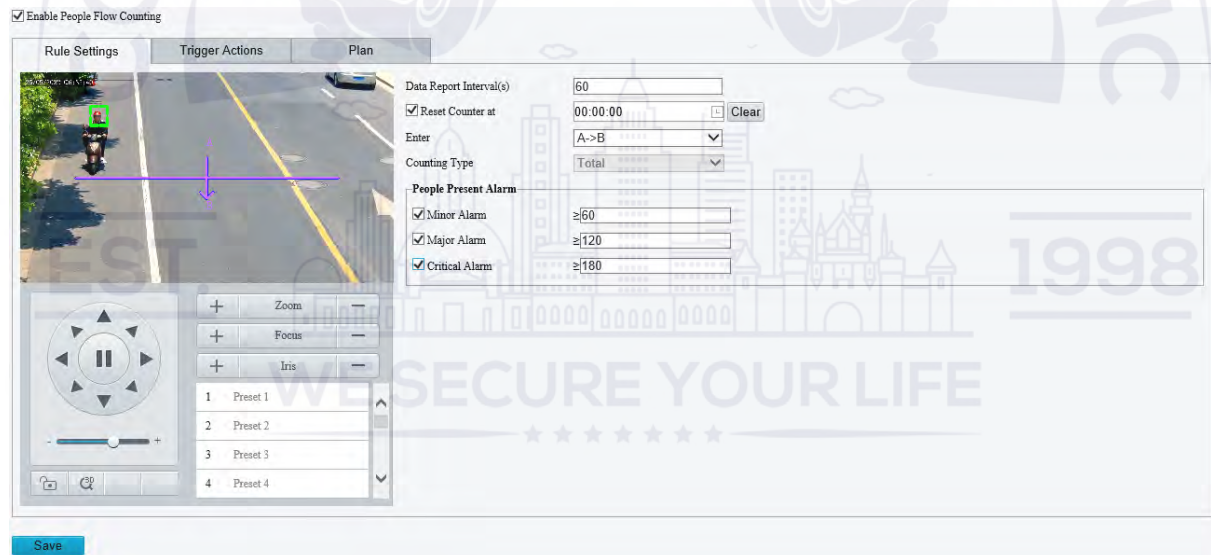 Enable People Flow Counting
Rule Settings
Trigger Actions
Plan
Data Report Interval(s) 60
Reset Counter at 00:00:00 Clear
Enter A->B
Counting Type Total
People Present Alarm
Minor Alarm ≥60
Major Alarm ≥120
Critical Alarm ≥180
+ Zoom −
+ Focus −
+ Iris −
1 Preset 1
2 Preset 2
3 Preset 3
4 Preset 4
- +
3D
Save
EST. 1998
WE SECURE YOUR LIFE